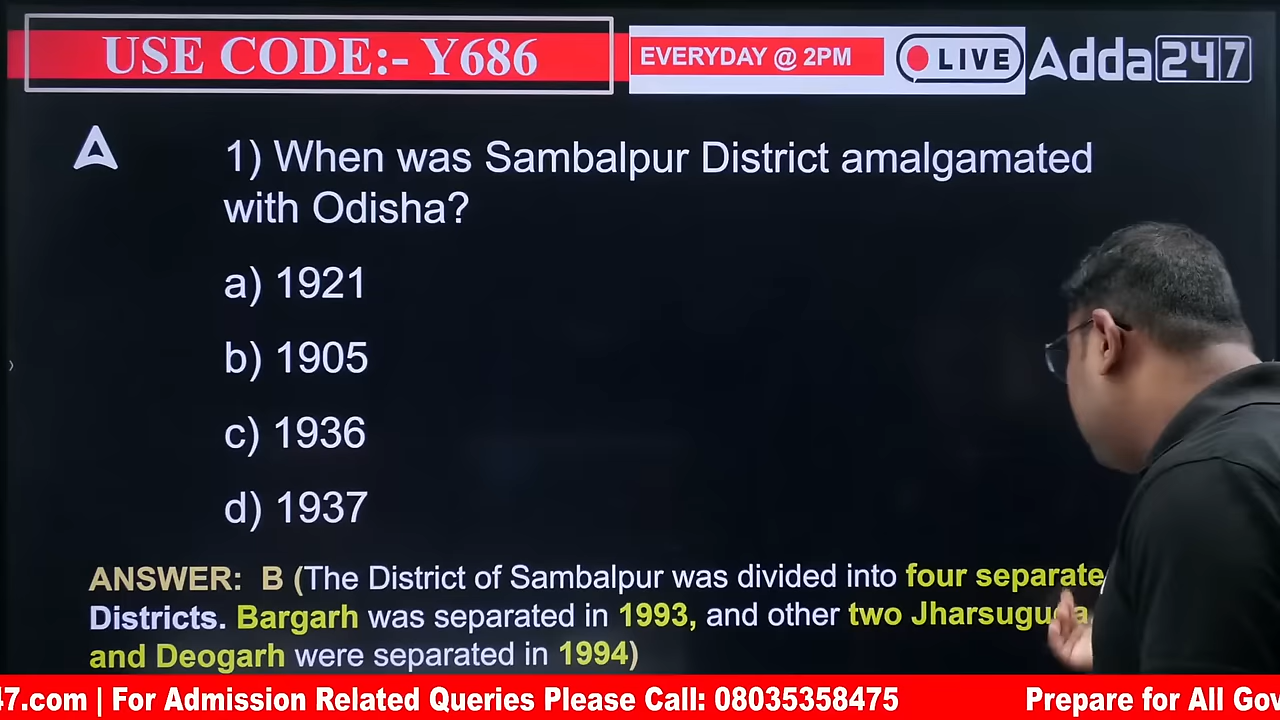 USE CODE:- Y686
EVERYDAY @ 2PM
LIVE
Adda 247
1) When was Sambalpur District amalgamated
with Odisha?
a) 1921
b) 1905
c) 1936
d) 1937
ANSWER: B (The District of Sambalpur was divided into four separate
Districts. Bargarh was separated in 1993, and other two
and Deogarh were separated in 1994)
47.com | For Admission Related Queries Please Call: 08035358475 Prepare for All Gov